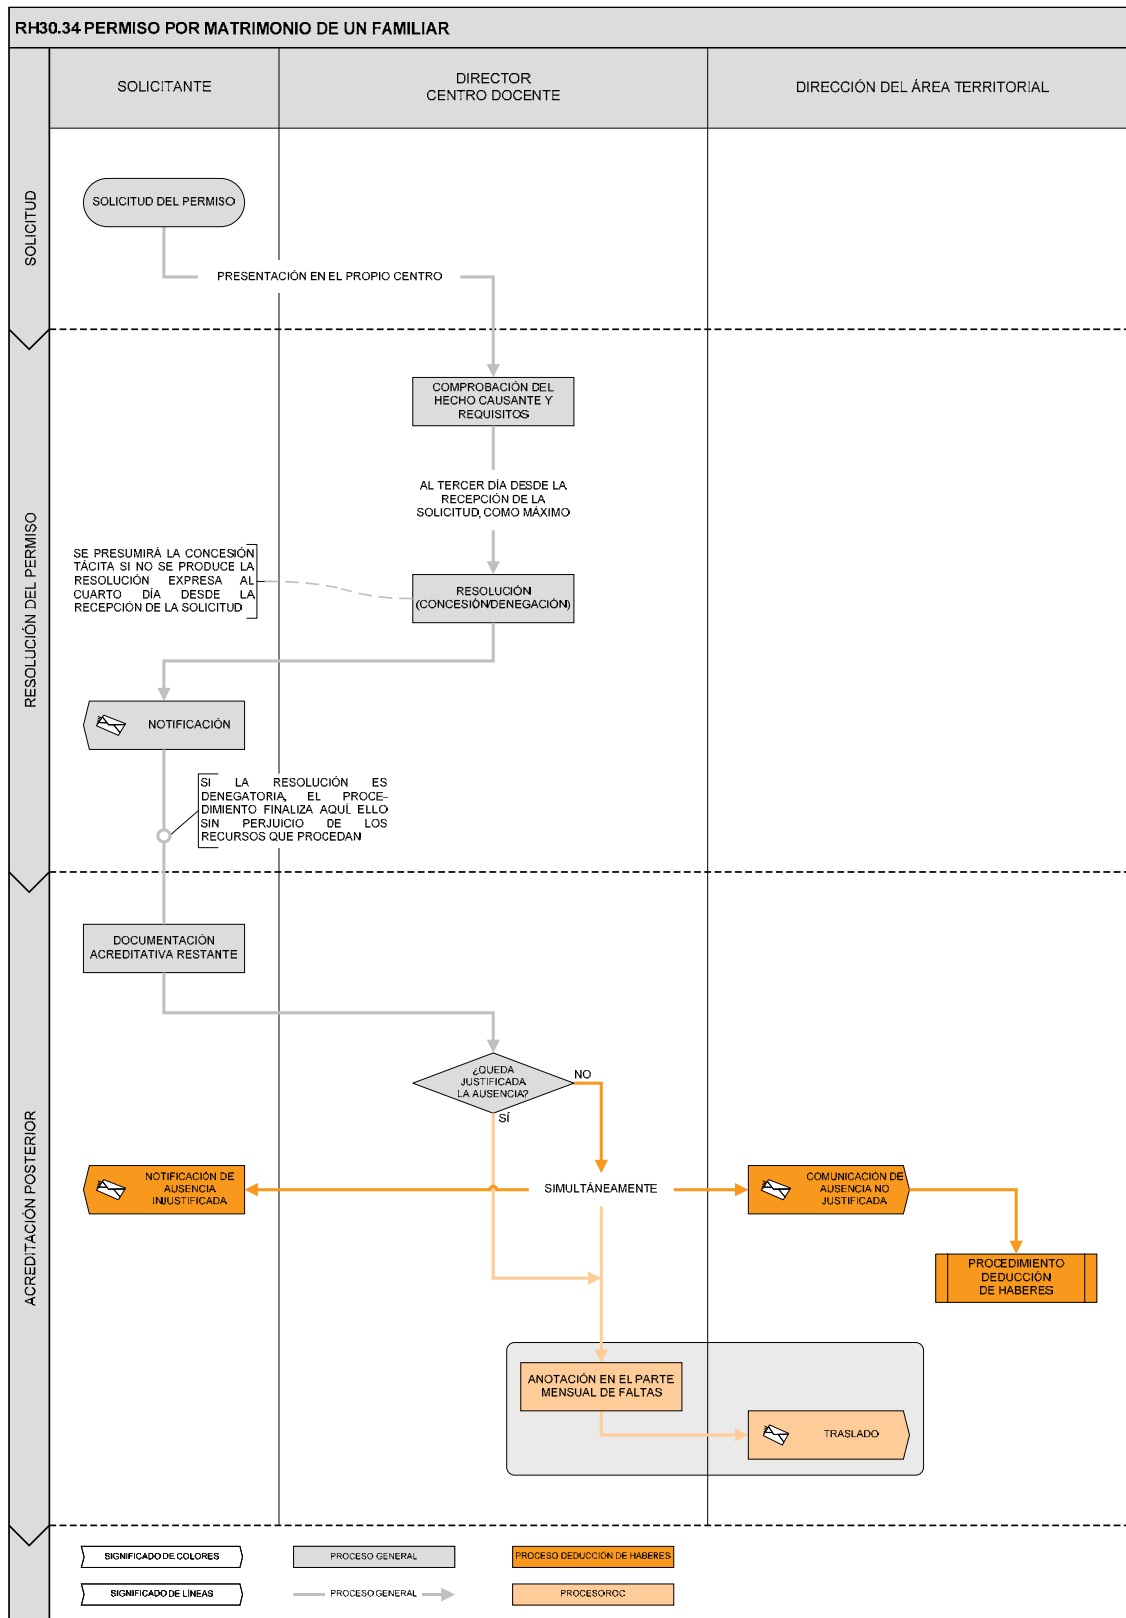 RH30.34 PERMISO POR MATRIMONIO DE UN FAMILIAR
SOLICITANTE
DIRECTOR
CENTRO DOCENTE
DIRECCIÓN DEL ÁREA TERRITORIAL
SOLICITUD
SOLICITUD DEL PERMISO
PRESENTACIÓN EN EL PROPIO CENTRO
RESOLUCIÓN DEL PERMISO
COMPROBACIÓN DEL
HECHO CAUSANTE Y
REQUISITOS
AL TERCER DÍA DESDE LA
RECEPCIÓN DE LA
SOLICITUD, COMO MÁXIMO
SE PRESUMIRÁ LA CONCESIÓN
TÁCITA SI NO SE PRODUCE LA
RESOLUCIÓN EXPRESA AL
CUARTO DÍA DESDE LA
RECEPCIÓN DE LA SOLICITUD
RESOLUCIÓN
(CONCESIÓN/DENEGACIÓN)
NOTIFICACIÓN
SI LA RESOLUCIÓN ES
DENEGATORIA, EL PROCE-
DIMIENTO FINALIZA AQUÍ. ELLO
SIN PERJUICIO DE LOS
RECURSOS QUE PROCEDAN
ACREDITACIÓN POSTERIOR
DOCUMENTACIÓN
ACREDITATIVA RESTANTE
¿QUEDA
JUSTIFICADA
LA AUSENCIA?
NO
SÍ
NOTIFICACIÓN DE
AUSENCIA
INJUSTIFICADA
SIMULTÁNEAMENTE
COMUNICACIÓN DE
AUSENCIA NO
JUSTIFICADA
PROCEDIMIENTO
DEDUCCIÓN
DE HABERES
ANOTACIÓN EN EL PARTE
MENSUAL DE FALTAS
TRASLADO
SIGNIFICADO DE COLORES
PROCESO GENERAL
PROCESO DEDUCCIÓN DE HABERES
SIGNIFICADO DE LÍNEAS
PROCESO GENERAL
PROCESO ROC